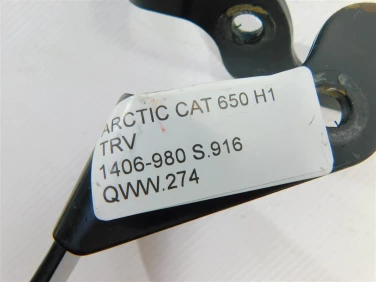 ARCTIC CAT 650 H1
TRV
1406-980 S.916
QWW.274